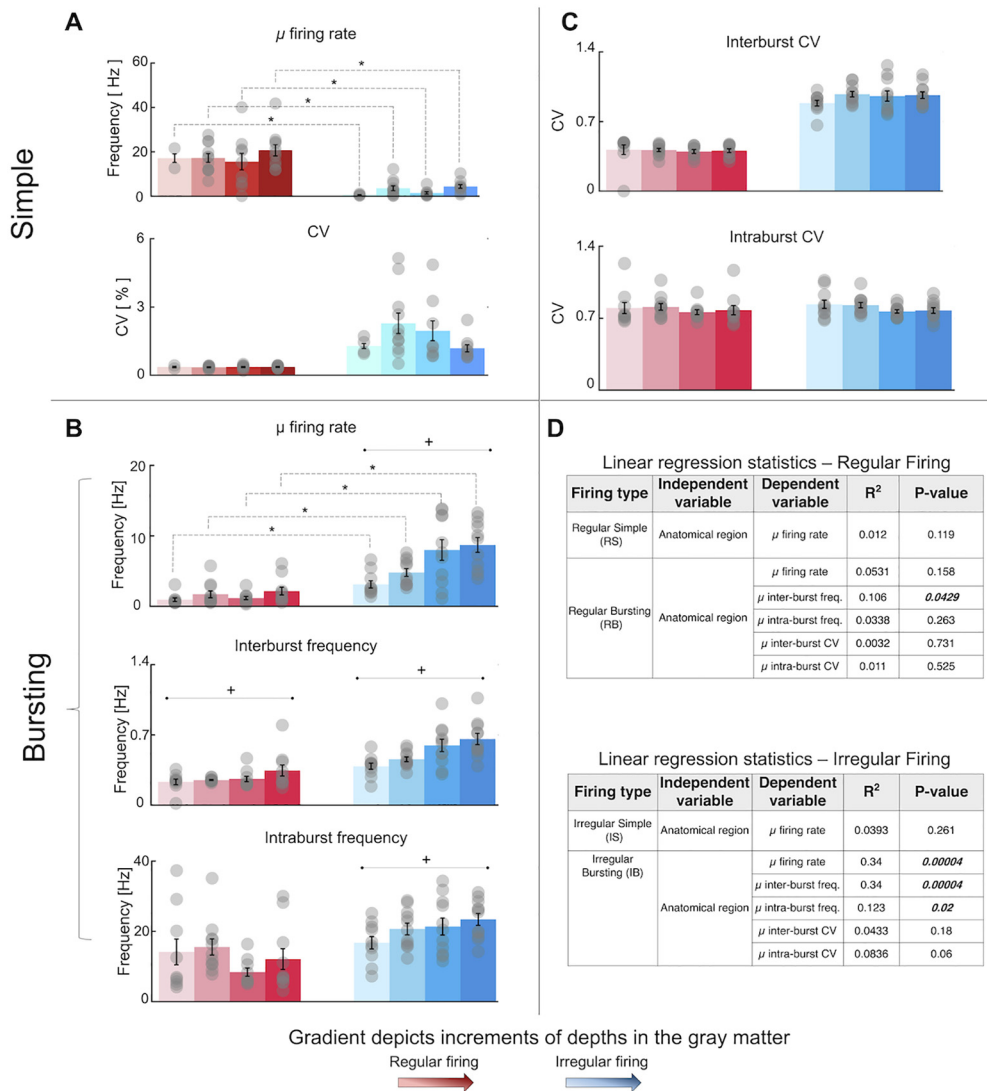 A
μ firing rate
Frequency [ Hz]
60
40
20
0
*
*
*
*
Simple
CV
CV [ % ]
6
3
0
C
Interburst CV
CV
1.4
0.7
0
Intraburst CV
CV
1.4
0.7
0
B
μ firing rate
Frequency [Hz]
20
10
0
+
*
*
*
*
Bursting
Interburst frequency
Frequency [Hz]
1.4
0.7
0
+
+
Intraburst frequency
Frequency [Hz]
40
20
0
+
D
Linear regression statistics – Regular Firing
Firing type Independent variable Dependent variable R² P-value
Regular Simple (RS) Anatomical region μ firing rate 0.012 0.119
Regular Bursting (RB) Anatomical region
μ firing rate 0.0531 0.158
μ inter-burst freq. 0.106 0.0429
μ intra-burst freq. 0.0338 0.263
μ inter-burst CV 0.0032 0.731
μ intra-burst CV 0.011 0.525
Linear regression statistics – Irregular Firing
Firing type Independent variable Dependent variable R² P-value
Irregular Simple (IS) Anatomical region μ firing rate 0.0393 0.261
Irregular Bursting (IB) Anatomical region
μ firing rate 0.34 0.00004
μ inter-burst freq. 0.34 0.00004
μ intra-burst freq. 0.123 0.02
μ inter-burst CV 0.0433 0.18
μ intra-burst CV 0.0836 0.06
Gradient depicts increments of depths in the gray matter
Regular firing
Irregular firing